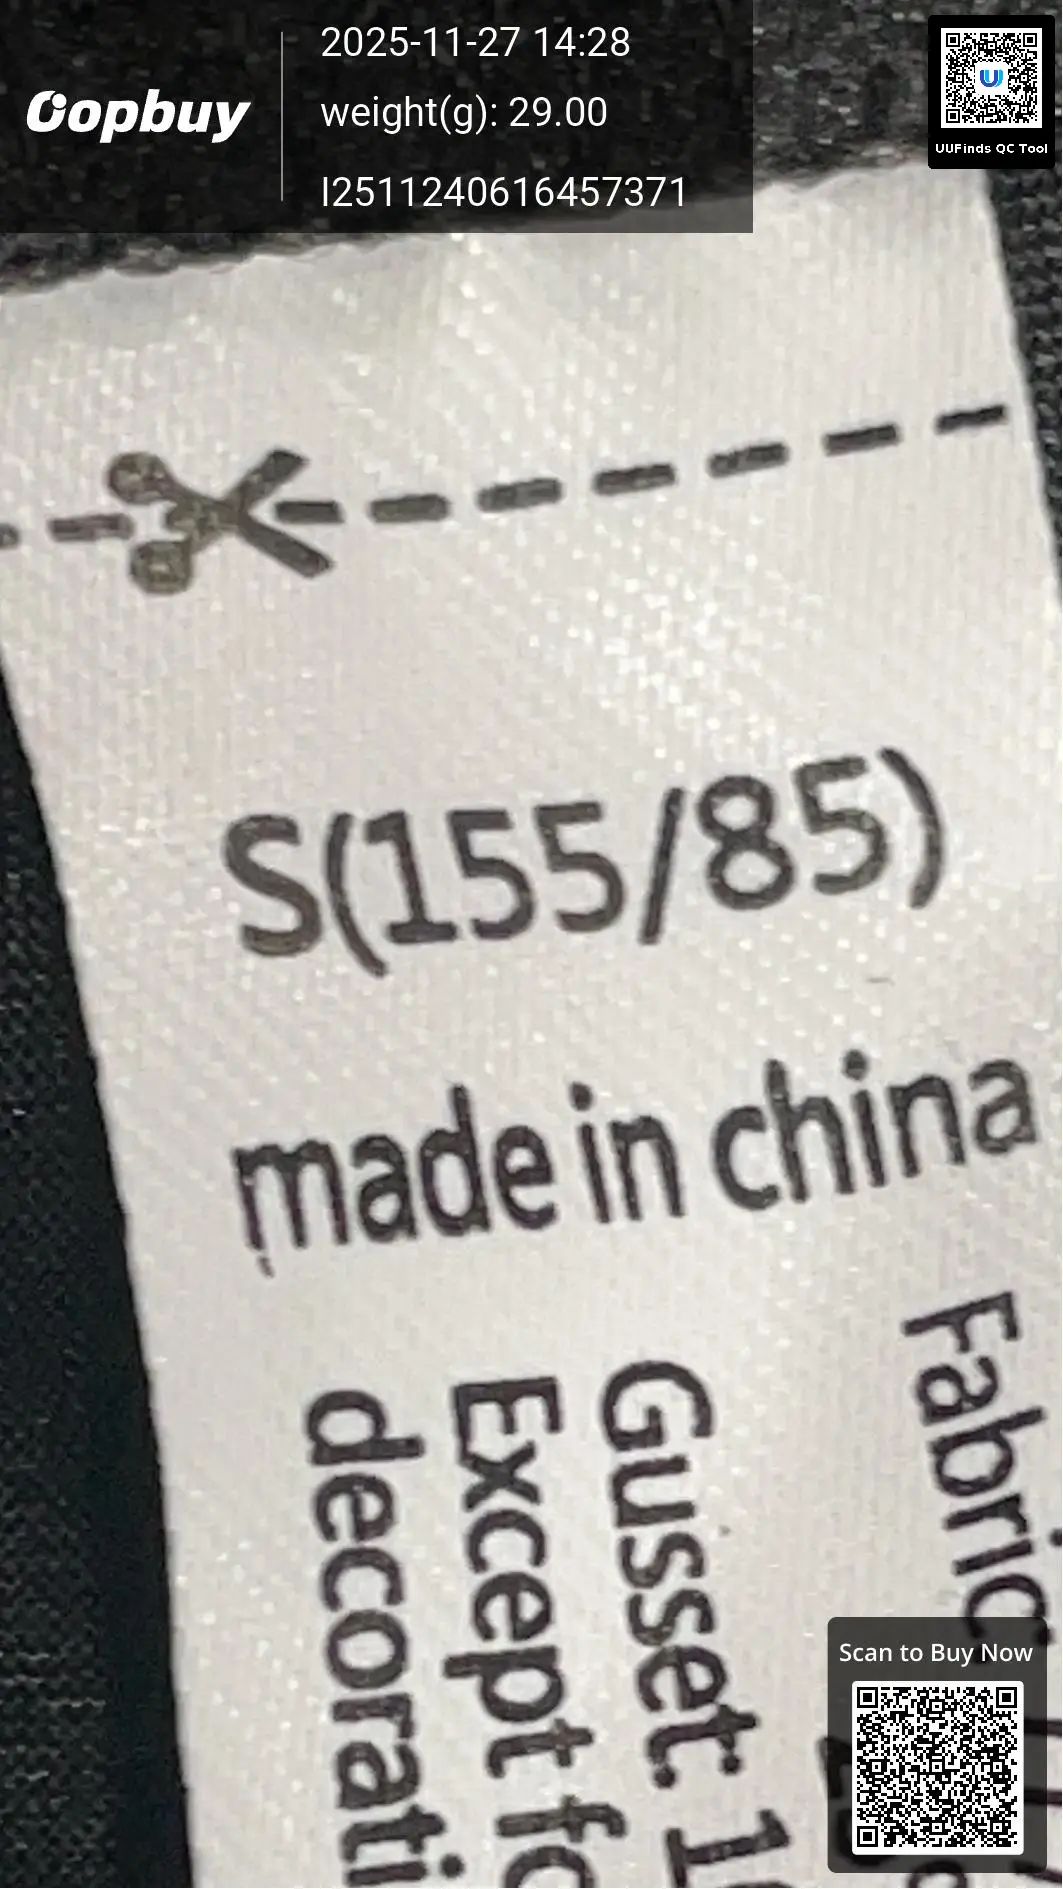 Oopbuy
2025-11-27 14:28
weight(g): 29.00
I2511240616457371
UUFinds QC Tool
S(155/85)
made in china
Fabric
Gusset:
Except fo
decorati
Scan to Buy Now